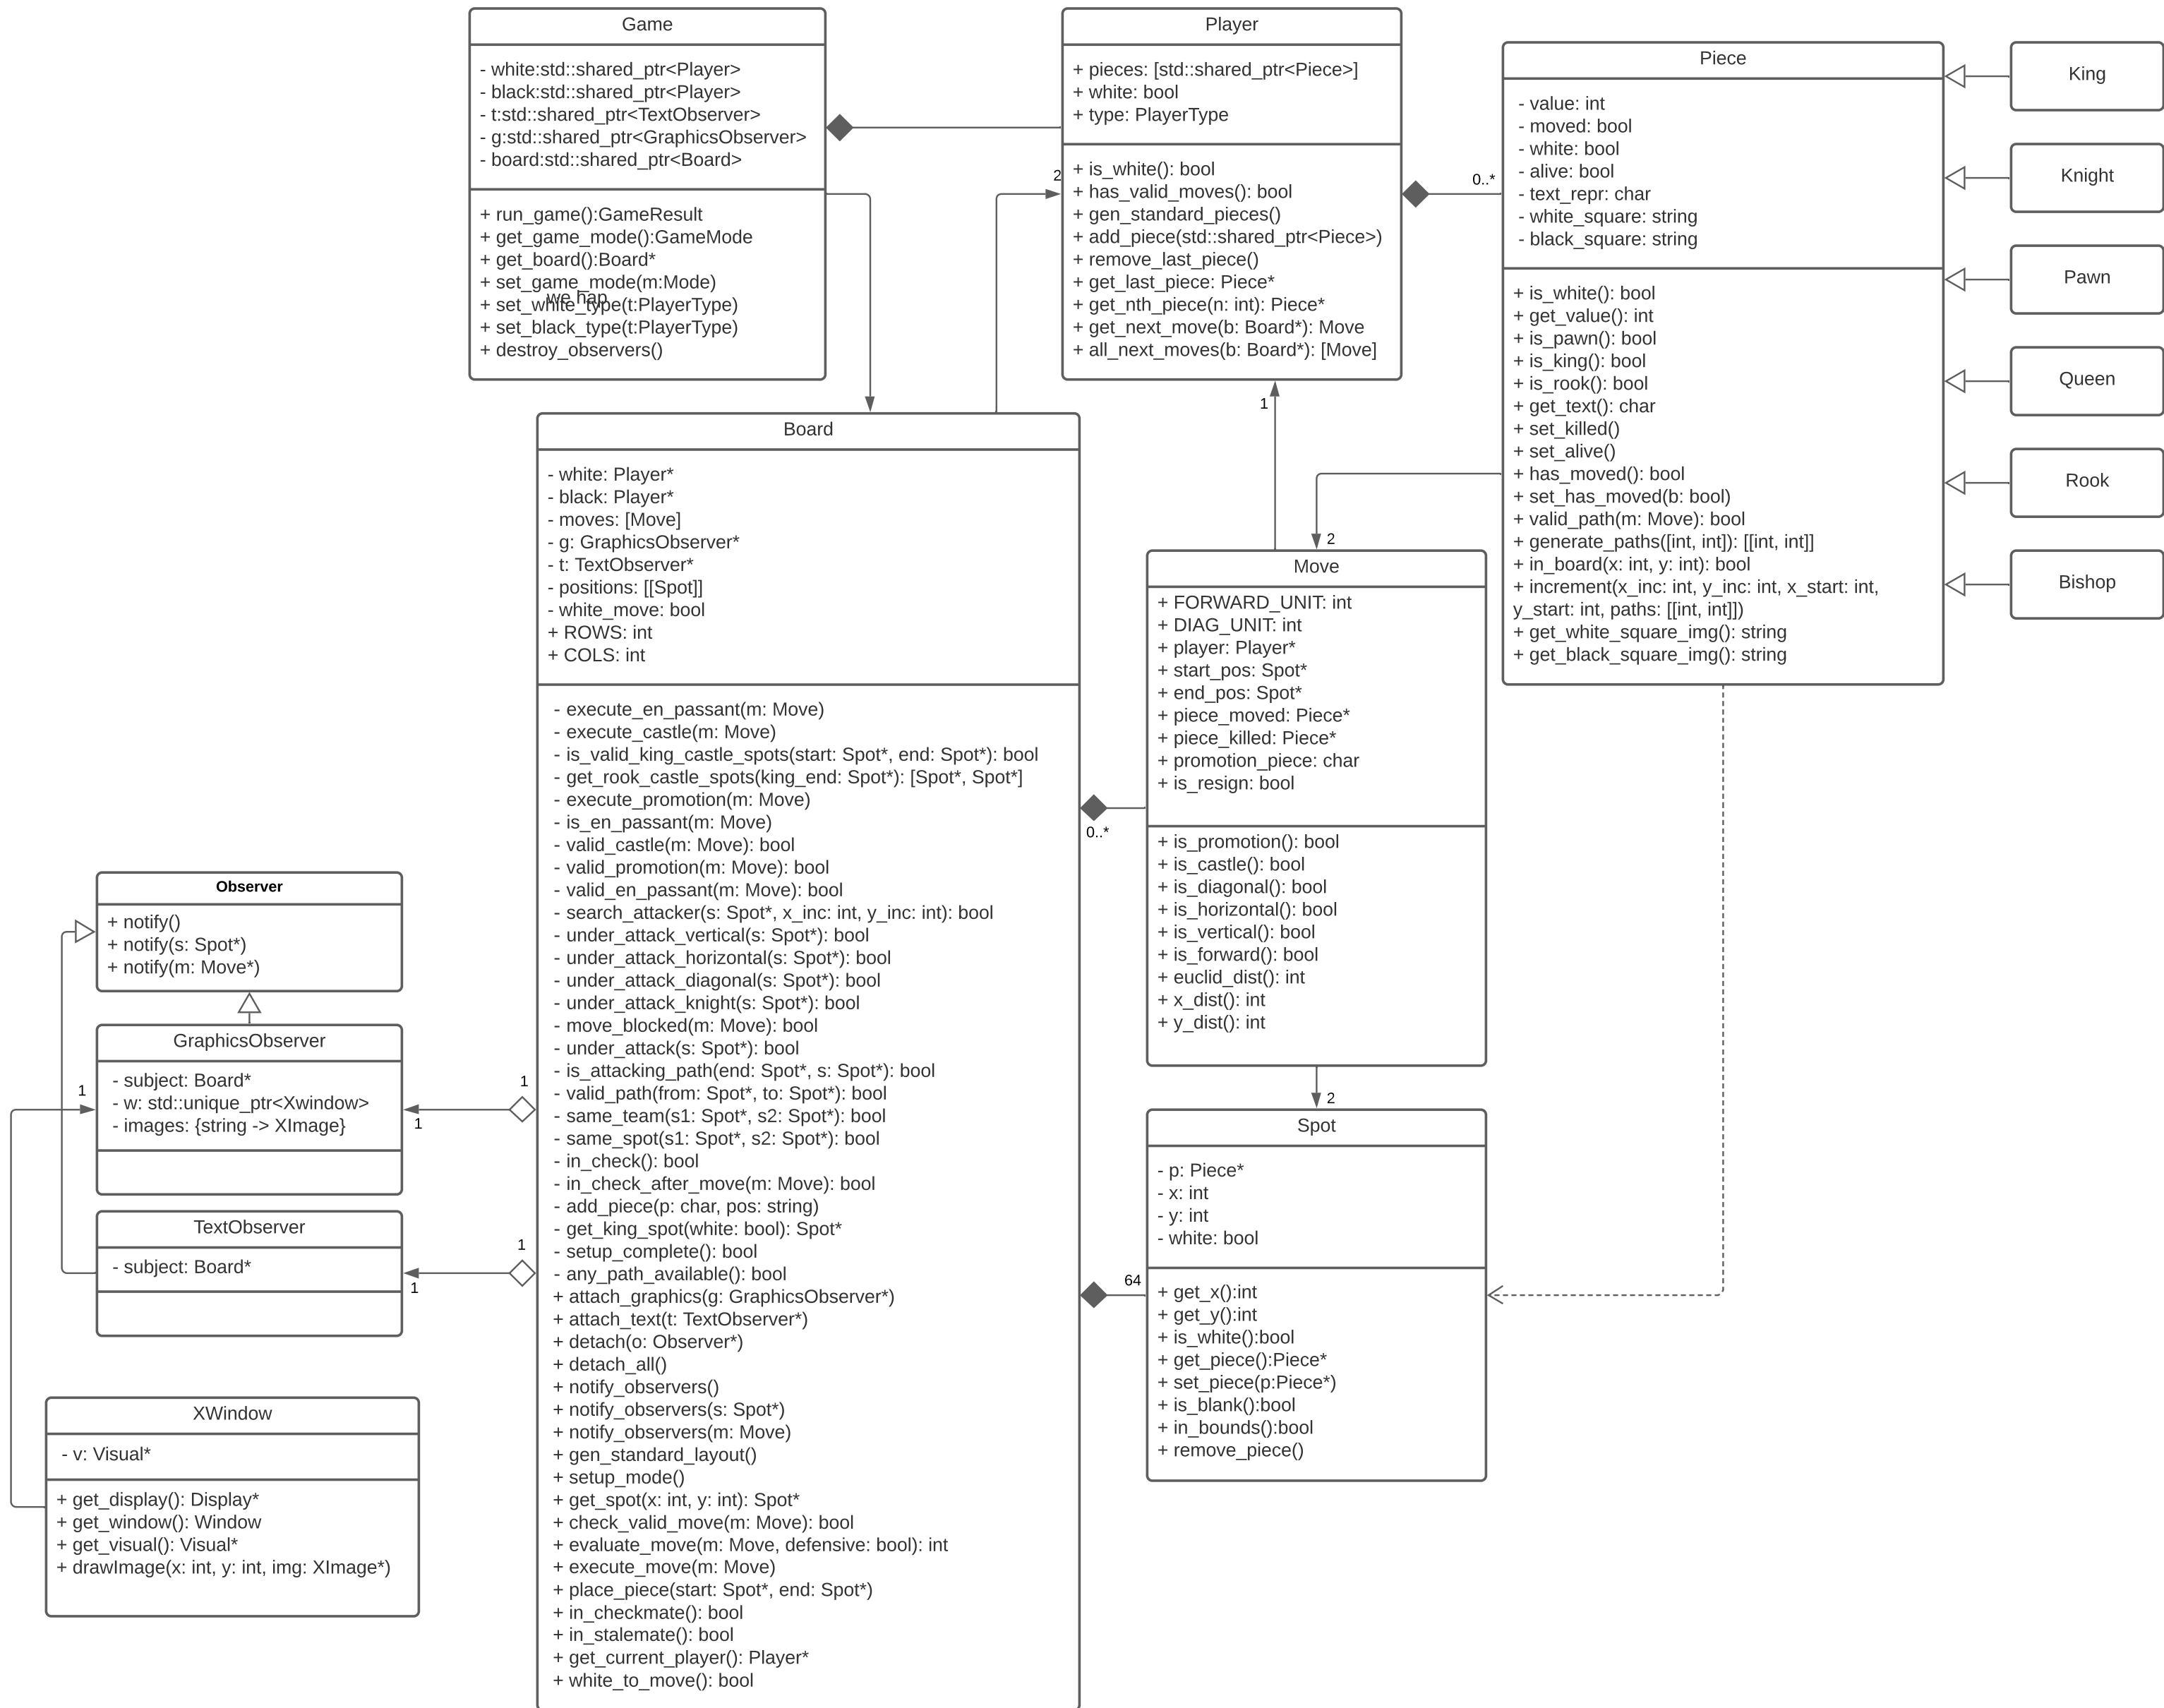 Game
- white:std::shared_ptr<Player>
- black:std::shared_ptr<Player>
- t:std::shared_ptr<TextObserver>
- g:std::shared_ptr<GraphicsObserver>
- board:std::shared_ptr<Board>
+ run_game():GameResult
+ get_game_mode():GameMode
+ get_board():Board*
+ set_game_mode(m:Mode)
we hap
+ set_white_type(t:PlayerType)
+ set_black_type(t:PlayerType)
+ destroy_observers()
Player
+ pieces: [std::shared_ptr<Piece>]
+ white: bool
+ type: PlayerType
2
+ is_white(): bool
+ has_valid_moves(): bool
+ gen_standard_pieces()
+ add_piece(std::shared_ptr<Piece>)
+ remove_last_piece()
+ get_last_piece: Piece*
+ get_nth_piece(n: int): Piece*
+ get_next_move(b: Board*): Move
+ all_next_moves(b: Board*): [Move]
1
0..*
Piece
- value: int
- moved: bool
- white: bool
- alive: bool
- text_repr: char
- white_square: string
- black_square: string
+ is_white(): bool
+ get_value(): int
+ is_pawn(): bool
+ is_king(): bool
+ is_rook(): bool
+ get_text(): char
+ set_killed()
+ set_alive()
+ has_moved(): bool
+ set_has_moved(b: bool)
+ valid_path(m: Move): bool
+ generate_paths([int, int]): [[int, int]]
+ in_board(x: int, y: int): bool
+ increment(x_inc: int, y_inc: int, x_start: int,
y_start: int, paths: [[int, int]])
+ get_white_square_img(): string
+ get_black_square_img(): string
King
Knight
Pawn
Queen
Rook
Bishop
Board
- white: Player*
- black: Player*
- moves: [Move]
- g: GraphicsObserver*
- t: TextObserver*
- positions: [[Spot]]
- white_move: bool
+ ROWS: int
+ COLS: int
- execute_en_passant(m: Move)
- execute_castle(m: Move)
- is_valid_king_castle_spots(start: Spot*, end: Spot*): bool
- get_rook_castle_spots(king_end: Spot*): [Spot*, Spot*]
- execute_promotion(m: Move)
- is_en_passant(m: Move)
- valid_castle(m: Move): bool
- valid_promotion(m: Move): bool
- valid_en_passant(m: Move): bool
- search_attacker(s: Spot*, x_inc: int, y_inc: int): bool
- under_attack_vertical(s: Spot*): bool
- under_attack_horizontal(s: Spot*): bool
- under_attack_diagonal(s: Spot*): bool
- under_attack_knight(s: Spot*): bool
- move_blocked(m: Move): bool
- under_attack(s: Spot*): bool
- is_attacking_path(end: Spot*, s: Spot*): bool
- valid_path(from: Spot*, to: Spot*): bool
- same_team(s1: Spot*, s2: Spot*): bool
- same_spot(s1: Spot*, s2: Spot*): bool
- in_check(): bool
- in_check_after_move(m: Move): bool
- add_piece(p: char, pos: string)
- get_king_spot(white: bool): Spot*
- setup_complete(): bool
- any_path_available(): bool
+ attach_graphics(g: GraphicsObserver*)
+ attach_text(t: TextObserver*)
+ detach(o: Observer*)
+ detach_all()
+ notify_observers()
+ notify_observers(s: Spot*)
+ notify_observers(m: Move)
+ gen_standard_layout()
+ setup_mode()
+ get_spot(x: int, y: int): Spot*
+ check_valid_move(m: Move): bool
+ evaluate_move(m: Move, defensive: bool): int
+ execute_move(m: Move)
+ place_piece(start: Spot*, end: Spot*)
+ in_checkmate(): bool
+ in_stalemate(): bool
+ get_current_player(): Player*
+ white_to_move(): bool
2
Move
+ FORWARD_UNIT: int
+ DIAG_UNIT: int
+ player: Player*
+ start_pos: Spot*
+ end_pos: Spot*
+ piece_moved: Piece*
+ piece_killed: Piece*
+ promotion_piece: char
+ is_resign: bool
0..*
+ is_promotion(): bool
+ is_castle(): bool
+ is_diagonal(): bool
+ is_horizontal(): bool
+ is_vertical(): bool
+ is_forward(): bool
+ euclid_dist(): int
+ x_dist(): int
+ y_dist(): int
2
Spot
- p: Piece*
- x: int
- y: int
- white: bool
64
+ get_x():int
+ get_y():int
+ is_white():bool
+ get_piece():Piece*
+ set_piece(p:Piece*)
+ is_blank():bool
+ in_bounds():bool
+ remove_piece()
Observer
+ notify()
+ notify(s: Spot*)
+ notify(m: Move*)
GraphicsObserver
- subject: Board*
- w: std::unique_ptr<Xwindow>
- images: {string -> XImage}
1
1
1
TextObserver
- subject: Board*
1
1
XWindow
- v: Visual*
+ get_display(): Display*
+ get_window(): Window
+ get_visual(): Visual*
+ drawImage(x: int, y: int, img: XImage*)